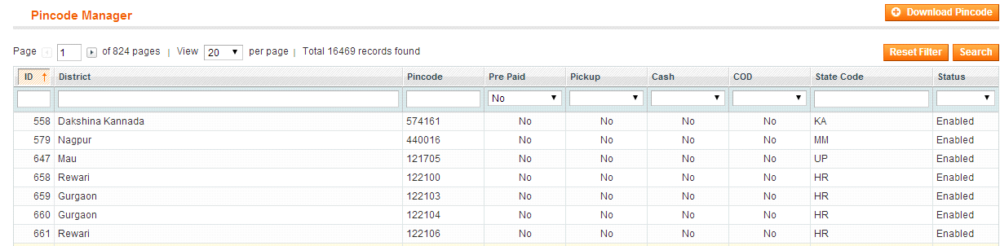 Pincode Manager
Download Pincode
Page 1 of 824 pages | View 20 per page | Total 16469 records found
Reset Filter Search
ID ↑ District Pincode Pre Paid Pickup Cash COD State Code Status
No
558 Dakshina Kannada 574161 No No No No KA Enabled
579 Nagpur 440016 No No No No MM Enabled
647 Mau 121705 No No No No UP Enabled
658 Rewari 122100 No No No No HR Enabled
659 Gurgaon 122103 No No No No HR Enabled
660 Gurgaon 122104 No No No No HR Enabled
661 Rewari 122106 No No No No HR Enabled